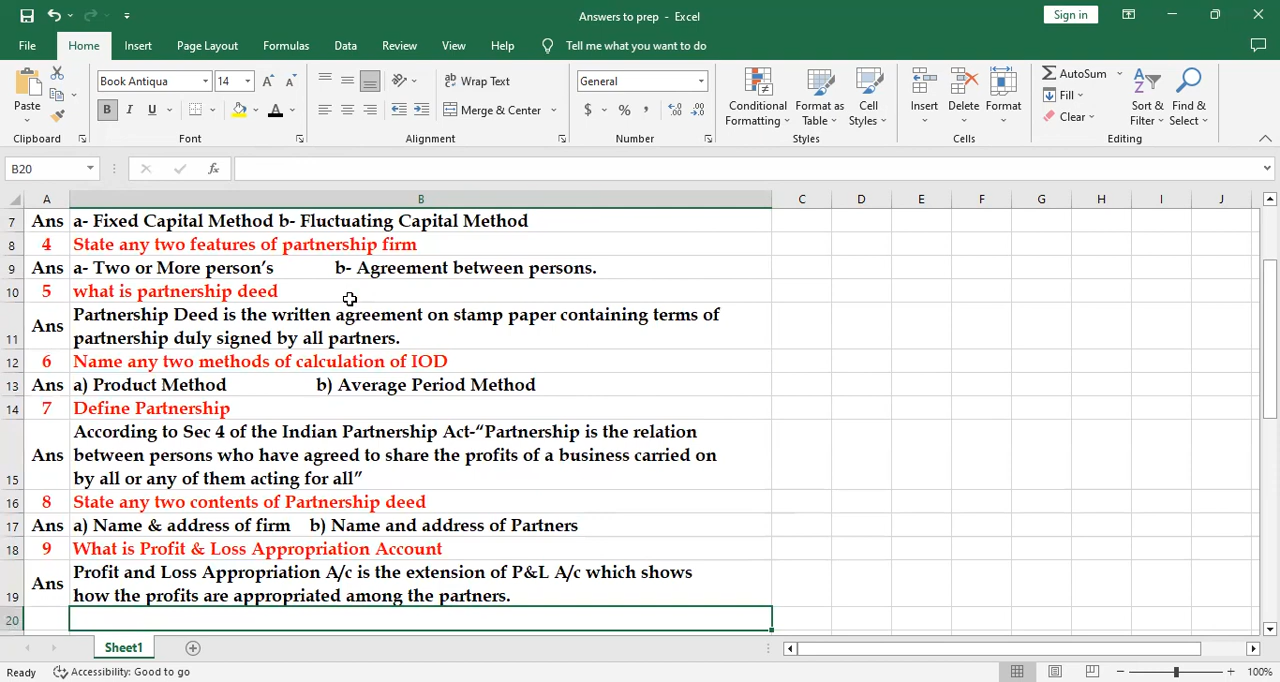 Answers to prep - Excel
Sign in
File Home Insert Page Layout Formulas Data Review View Help Tell me what you want to do
Paste
Clipboard
Book Antiqua 14
B I U
Font
Wrap Text
Merge & Center
Alignment
General
$ % ,
Number
Conditional Formatting
Format as Table
Cell Styles
Styles
Insert Delete Format
Cells
AutoSum
Fill
Clear
Sort & Filter
Find & Select
Editing
B20
fx
A B C D E F G H I J
7 Ans a- Fixed Capital Method b- Fluctuating Capital Method
8 4 State any two features of partnership firm
9 Ans a- Two or More person’s b- Agreement between persons.
10 5 what is partnership deed
Partnership Deed is the written agreement on stamp paper containing terms of
11 Ans partnership duly signed by all partners.
12 6 Name any two methods of calculation of IOD
13 Ans a) Product Method b) Average Period Method
14 7 Define Partnership
According to Sec 4 of the Indian Partnership Act-“Partnership is the relation
Ans between persons who have agreed to share the profits of a business carried on
15 by all or any of them acting for all”
16 8 State any two contents of Partnership deed
17 Ans a) Name & address of firm b) Name and address of Partners
18 9 What is Profit & Loss Appropriation Account
Profit and Loss Appropriation A/c is the extension of P&L A/c which shows
19 Ans how the profits are appropriated among the partners.
20
Sheet1
Ready Accessibility: Good to go 100%